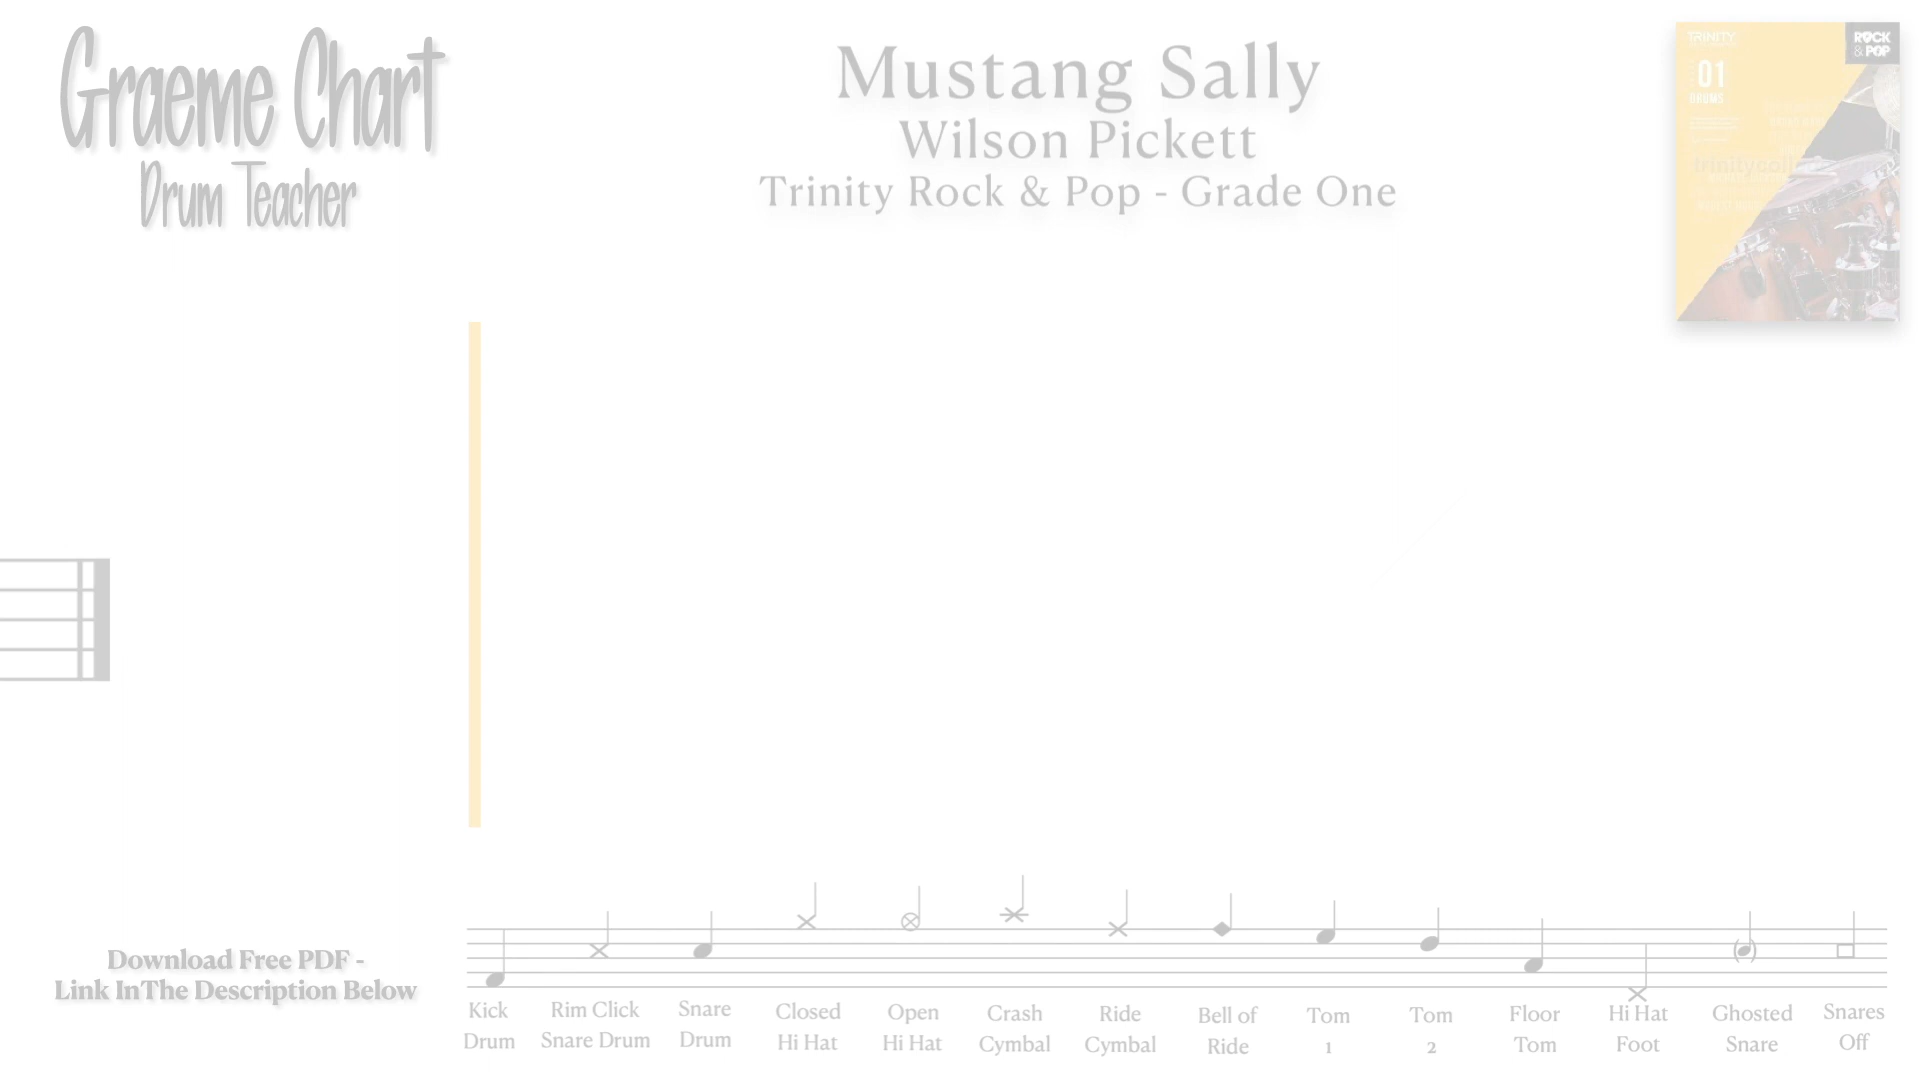 Graeme Chart
Drum Teacher
Mustang Sally
Wilson Pickett
Trinity Rock & Pop - Grade One
TRINITY
ROCK
& POP
01
DRUMS
Download Free PDF -
Link InThe Description Below
Kick
Drum
Rim Click
Snare Drum
Snare
Drum
Closed
Hi Hat
Open
Hi Hat
Crash
Cymbal
Ride
Cymbal
Bell of
Ride
Tom
1
Tom
2
Floor
Tom
Hi Hat
Foot
Ghosted
Snare
Snares
Off